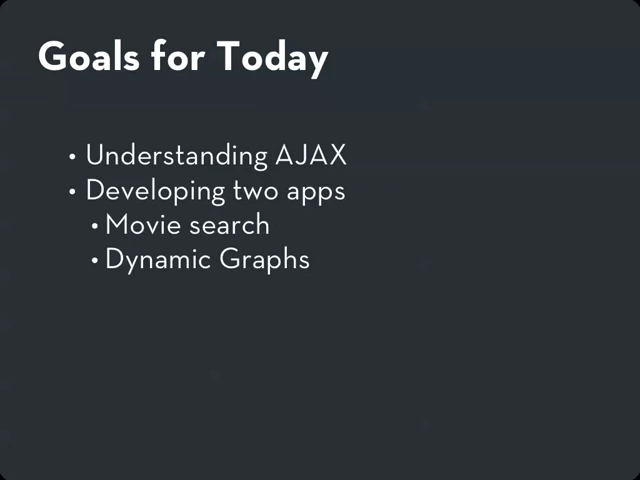 Goals for Today
• Understanding AJAX
• Developing two apps
• Movie search
• Dynamic Graphs